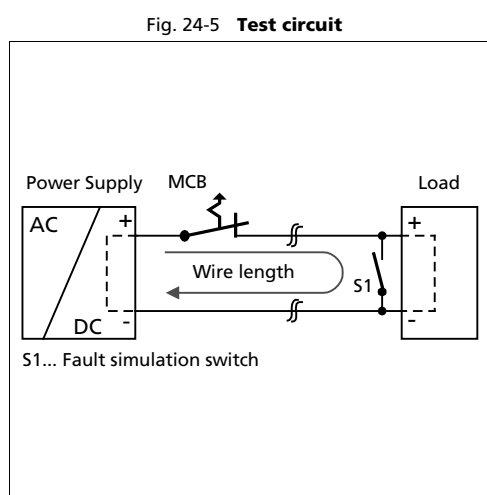 Fig. 24-5 Test circuit
Power Supply MCB Load
AC + +
Wire length
S1
DC - -
S1... Fault simulation switch